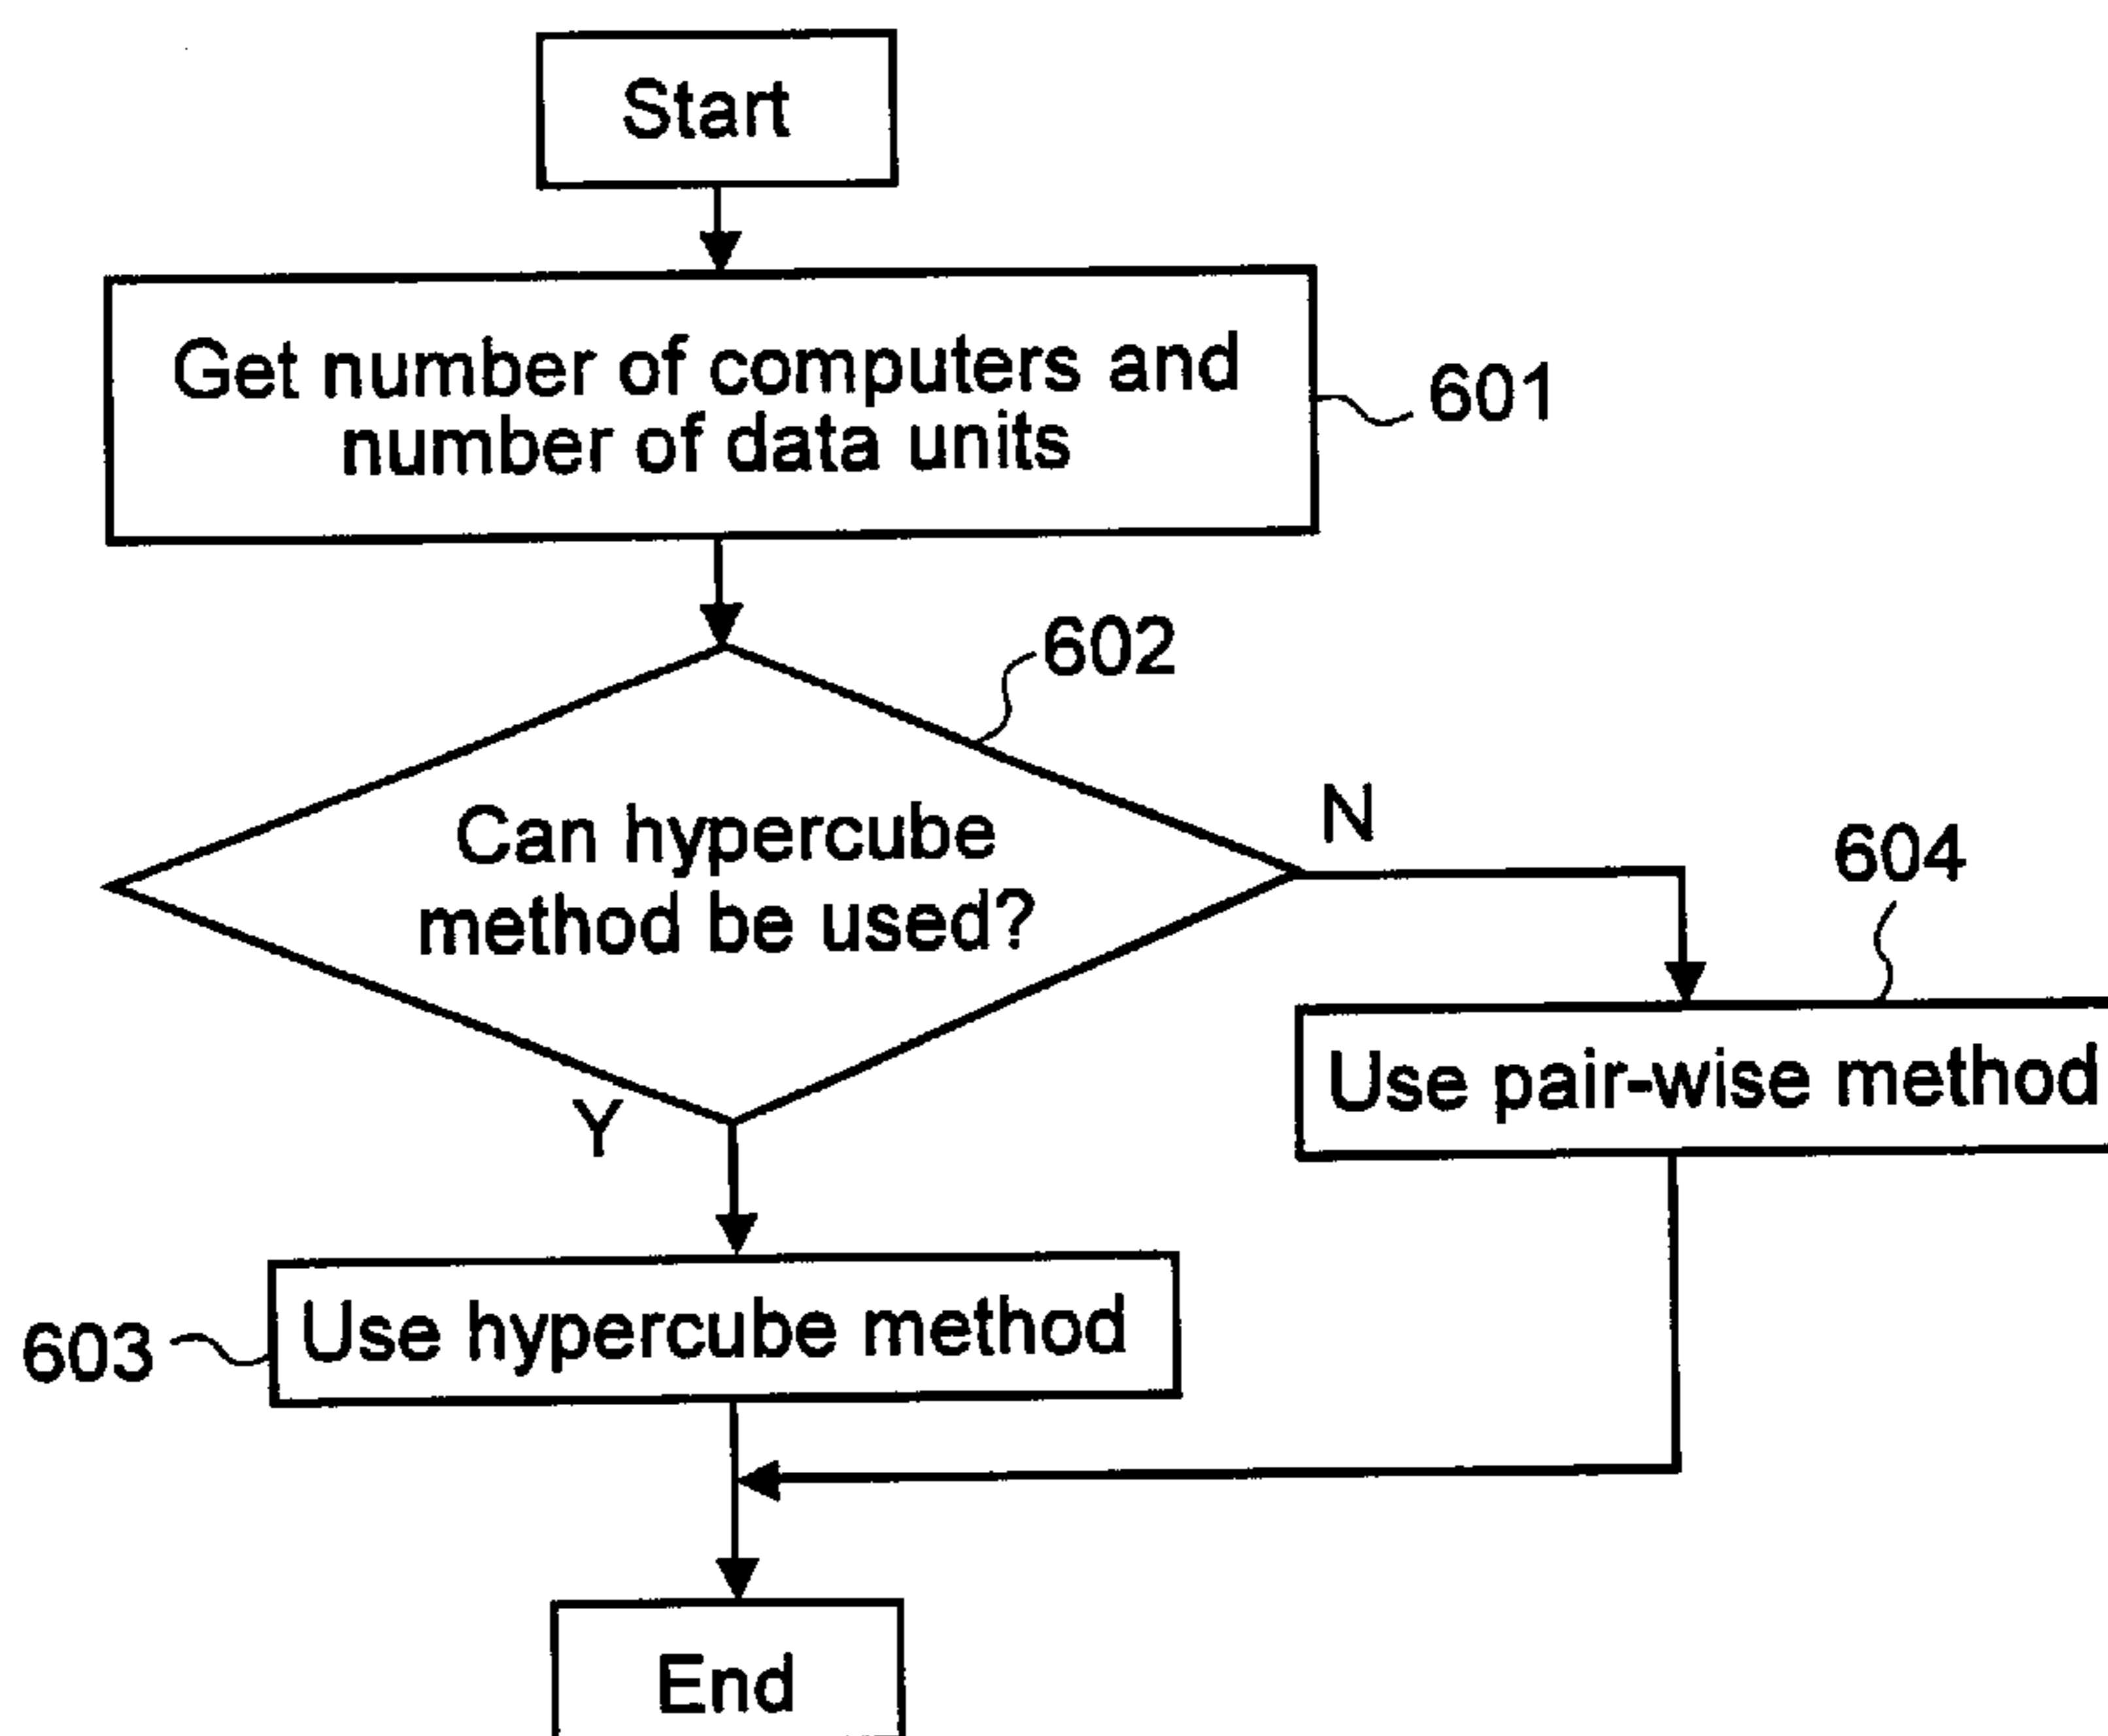 Start
Get number of computers and
number of data units
601
602
Can hypercube
method be used?
N
604
Use pair-wise method
Y
603
Use hypercube method
End